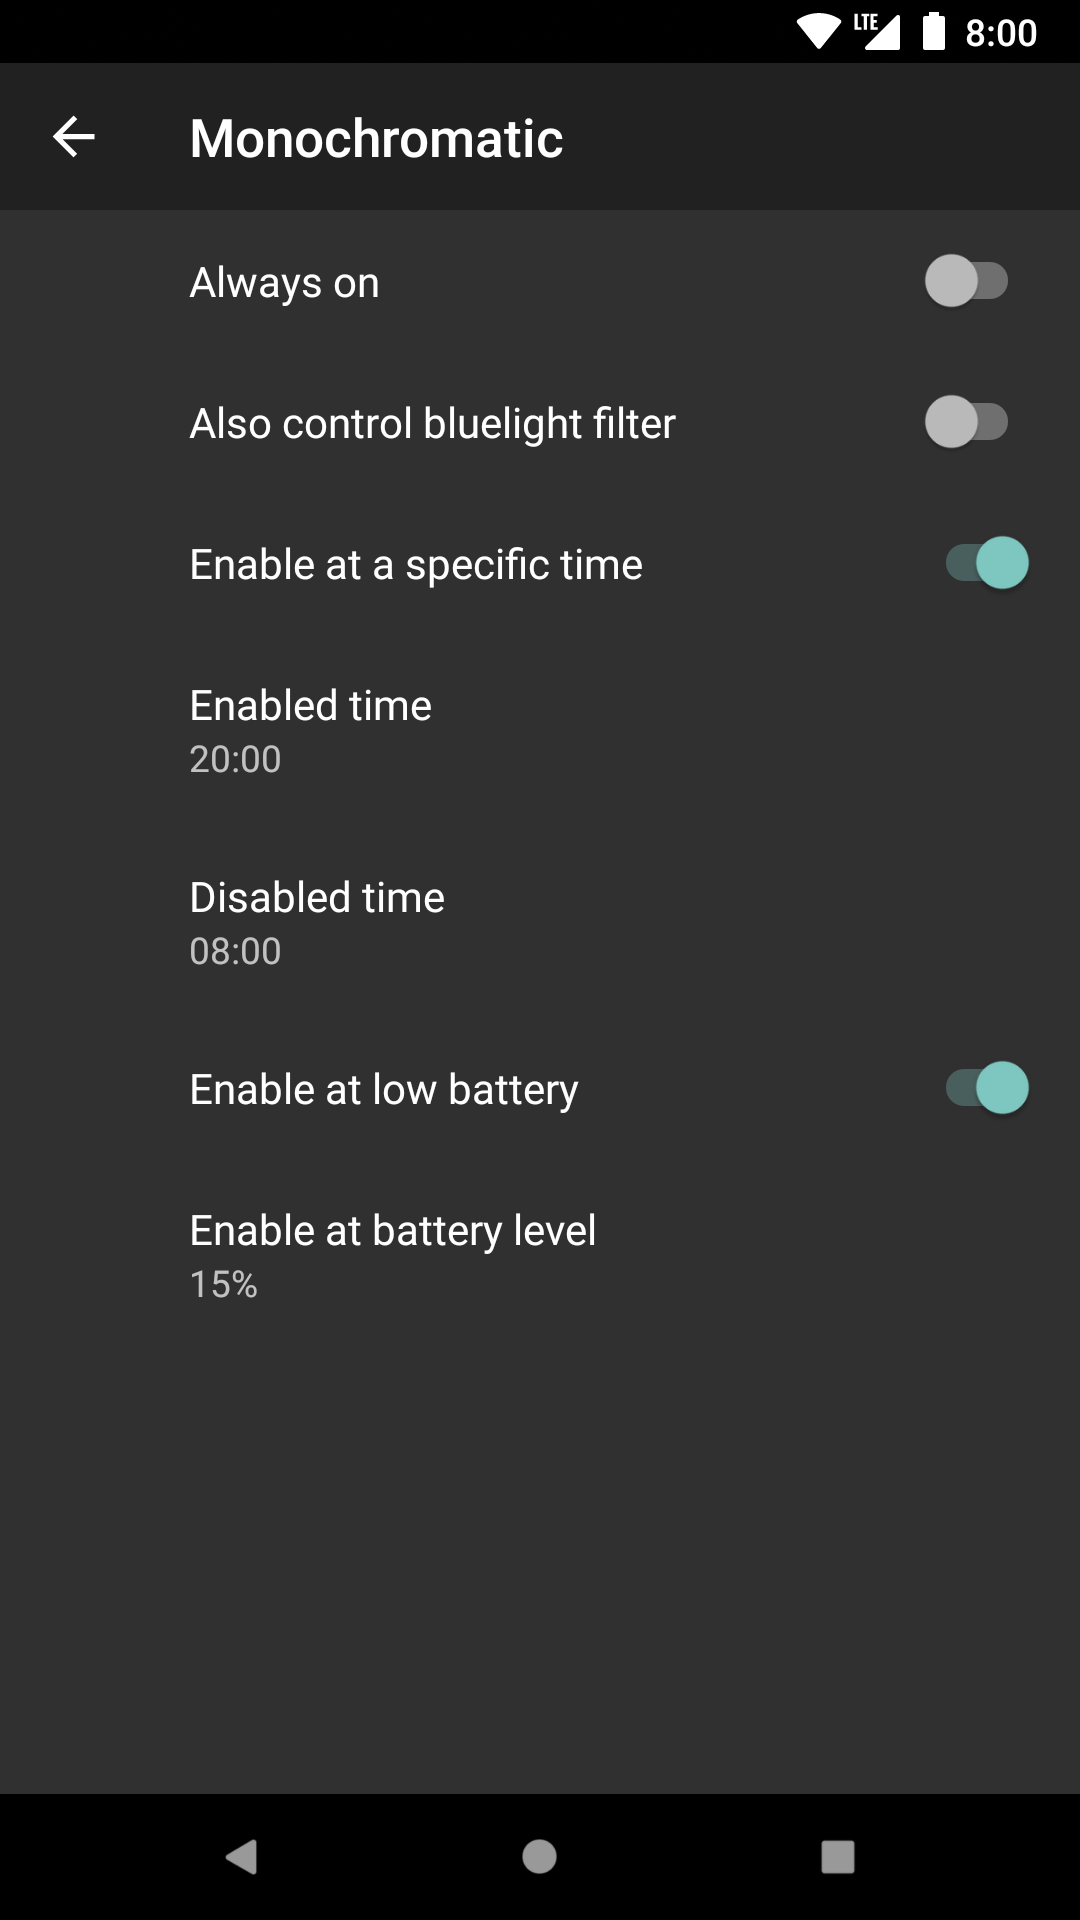 LTE 8:00
Monochromatic
Always on
Also control bluelight filter
Enable at a specific time
Enabled time
20:00
Disabled time
08:00
Enable at low battery
Enable at battery level
15%